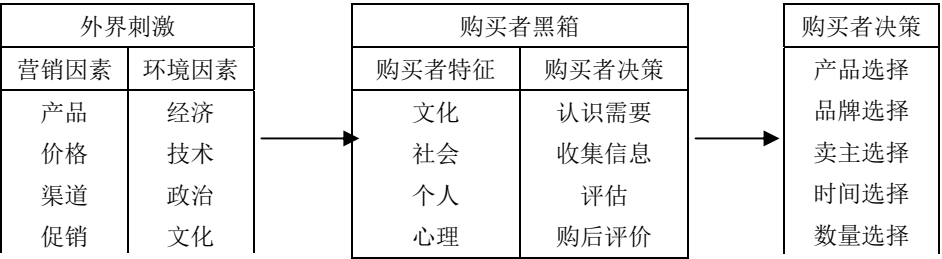 外界刺激
营销因素 环境因素
产品 经济
价格 技术
渠道 政治
促销 文化
购买者黑箱
购买者特征 购买者决策
文化 认识需要
社会 收集信息
个人 评估
心理 购后评价
购买者决策
产品选择
品牌选择
卖主选择
时间选择
数量选择